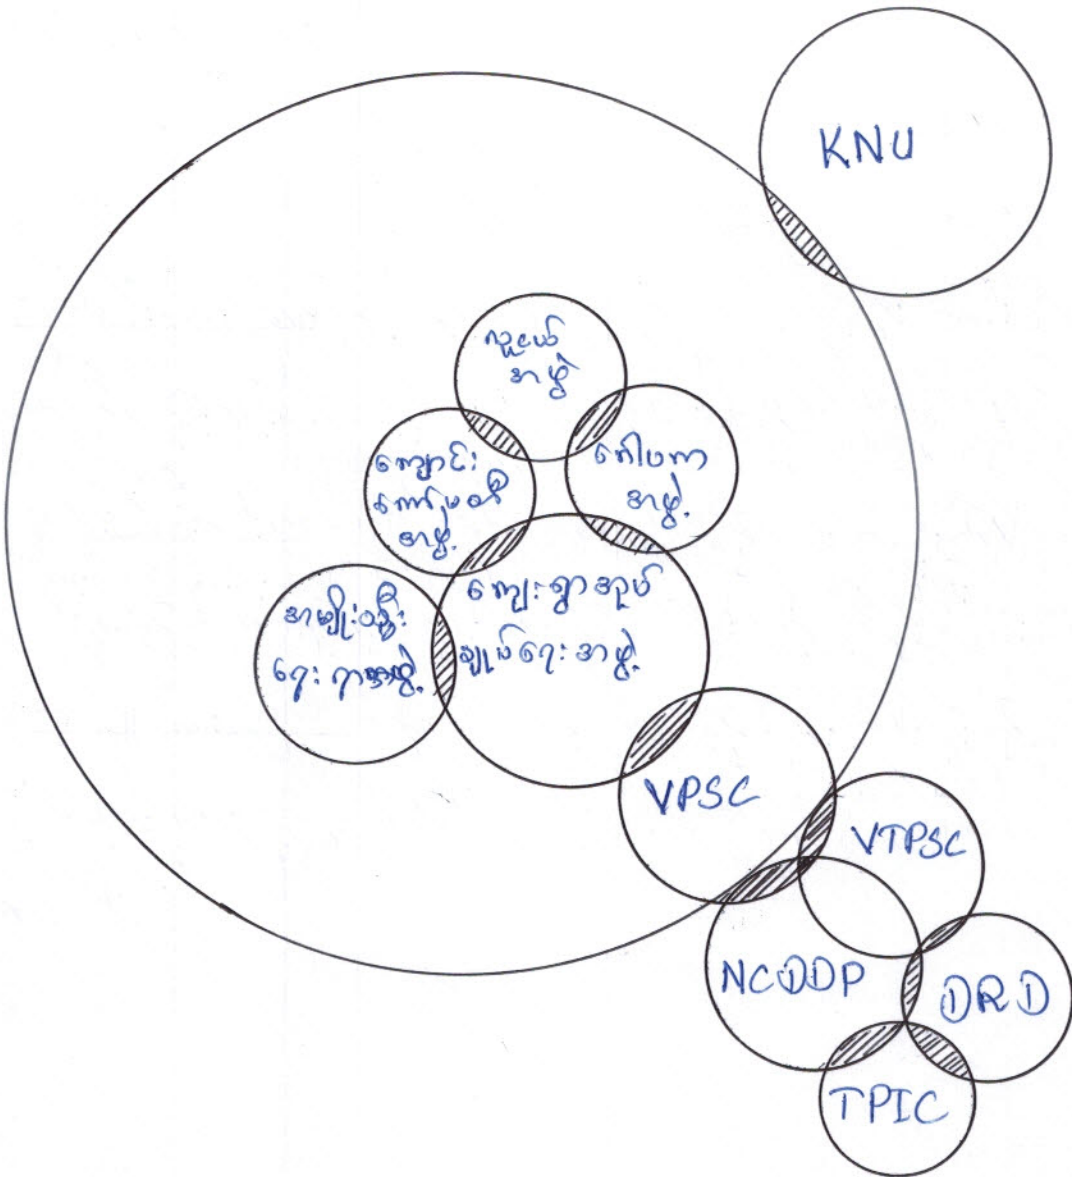 KNU
လူငယ်
အဖွဲ့
ကျောင်း
ကော်မတီ
အဖွဲ့
ဂေါပက
အဖွဲ့
ကျေးရွာအုပ်
ချုပ်ရေးအဖွဲ့
အမျိုးသမီး
ရေးရာအဖွဲ့
VPSC
VTPSC
NCDDP
DRD
TPIC